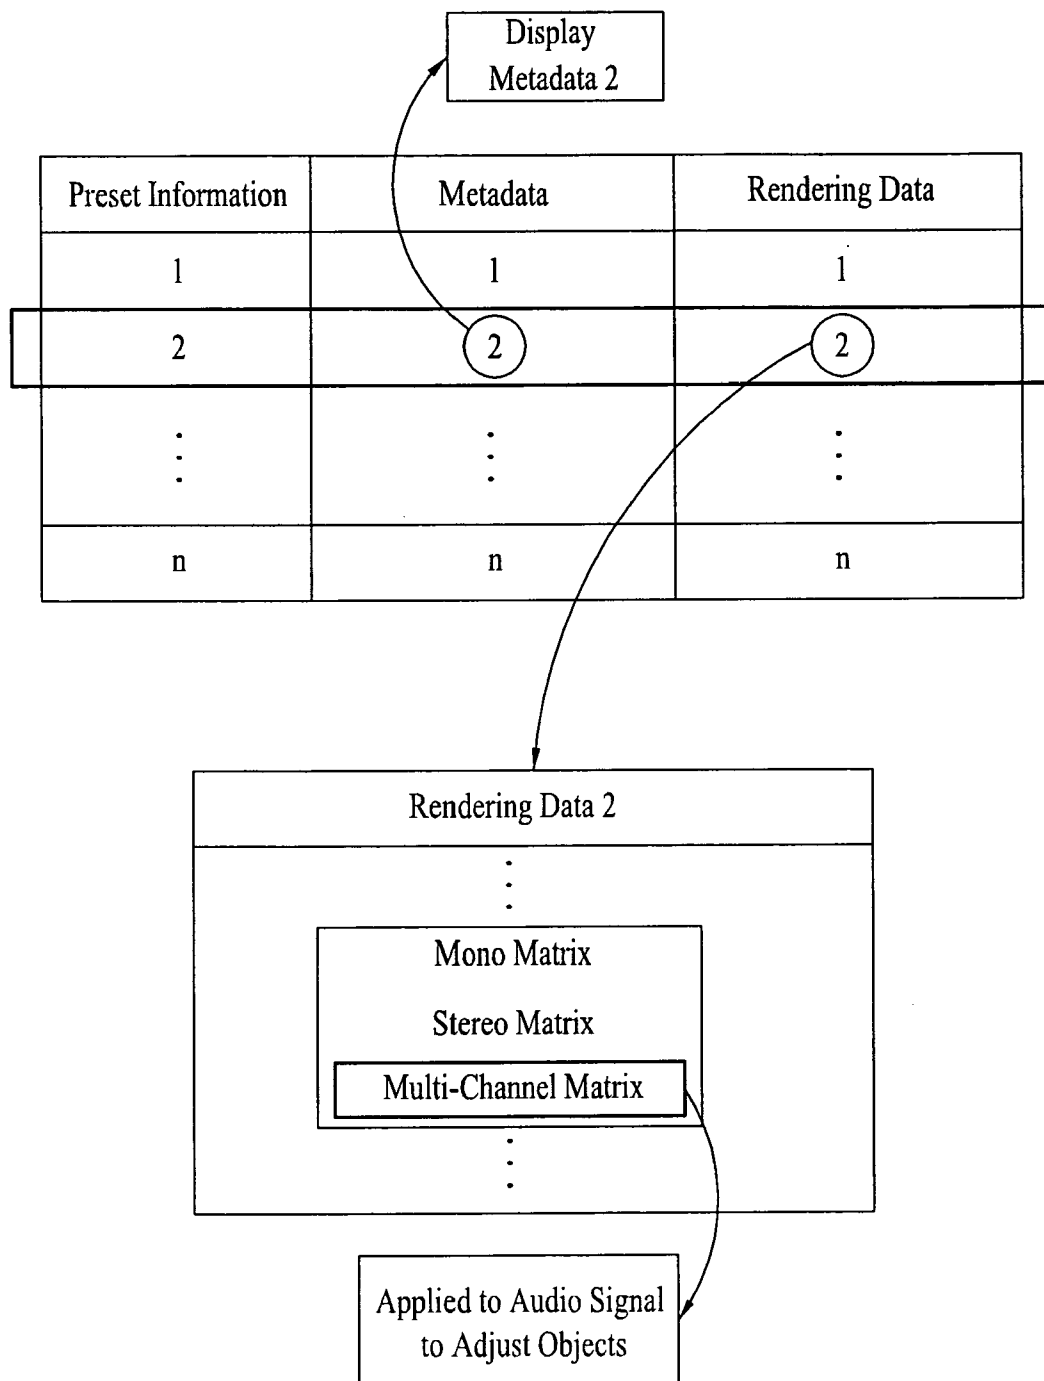 Display
Metadata 2
Preset Information Metadata Rendering Data
1 1 1
2 2 2
n n n
Rendering Data 2
Mono Matrix
Stereo Matrix
Multi-Channel Matrix
Applied to Audio Signal
to Adjust Objects